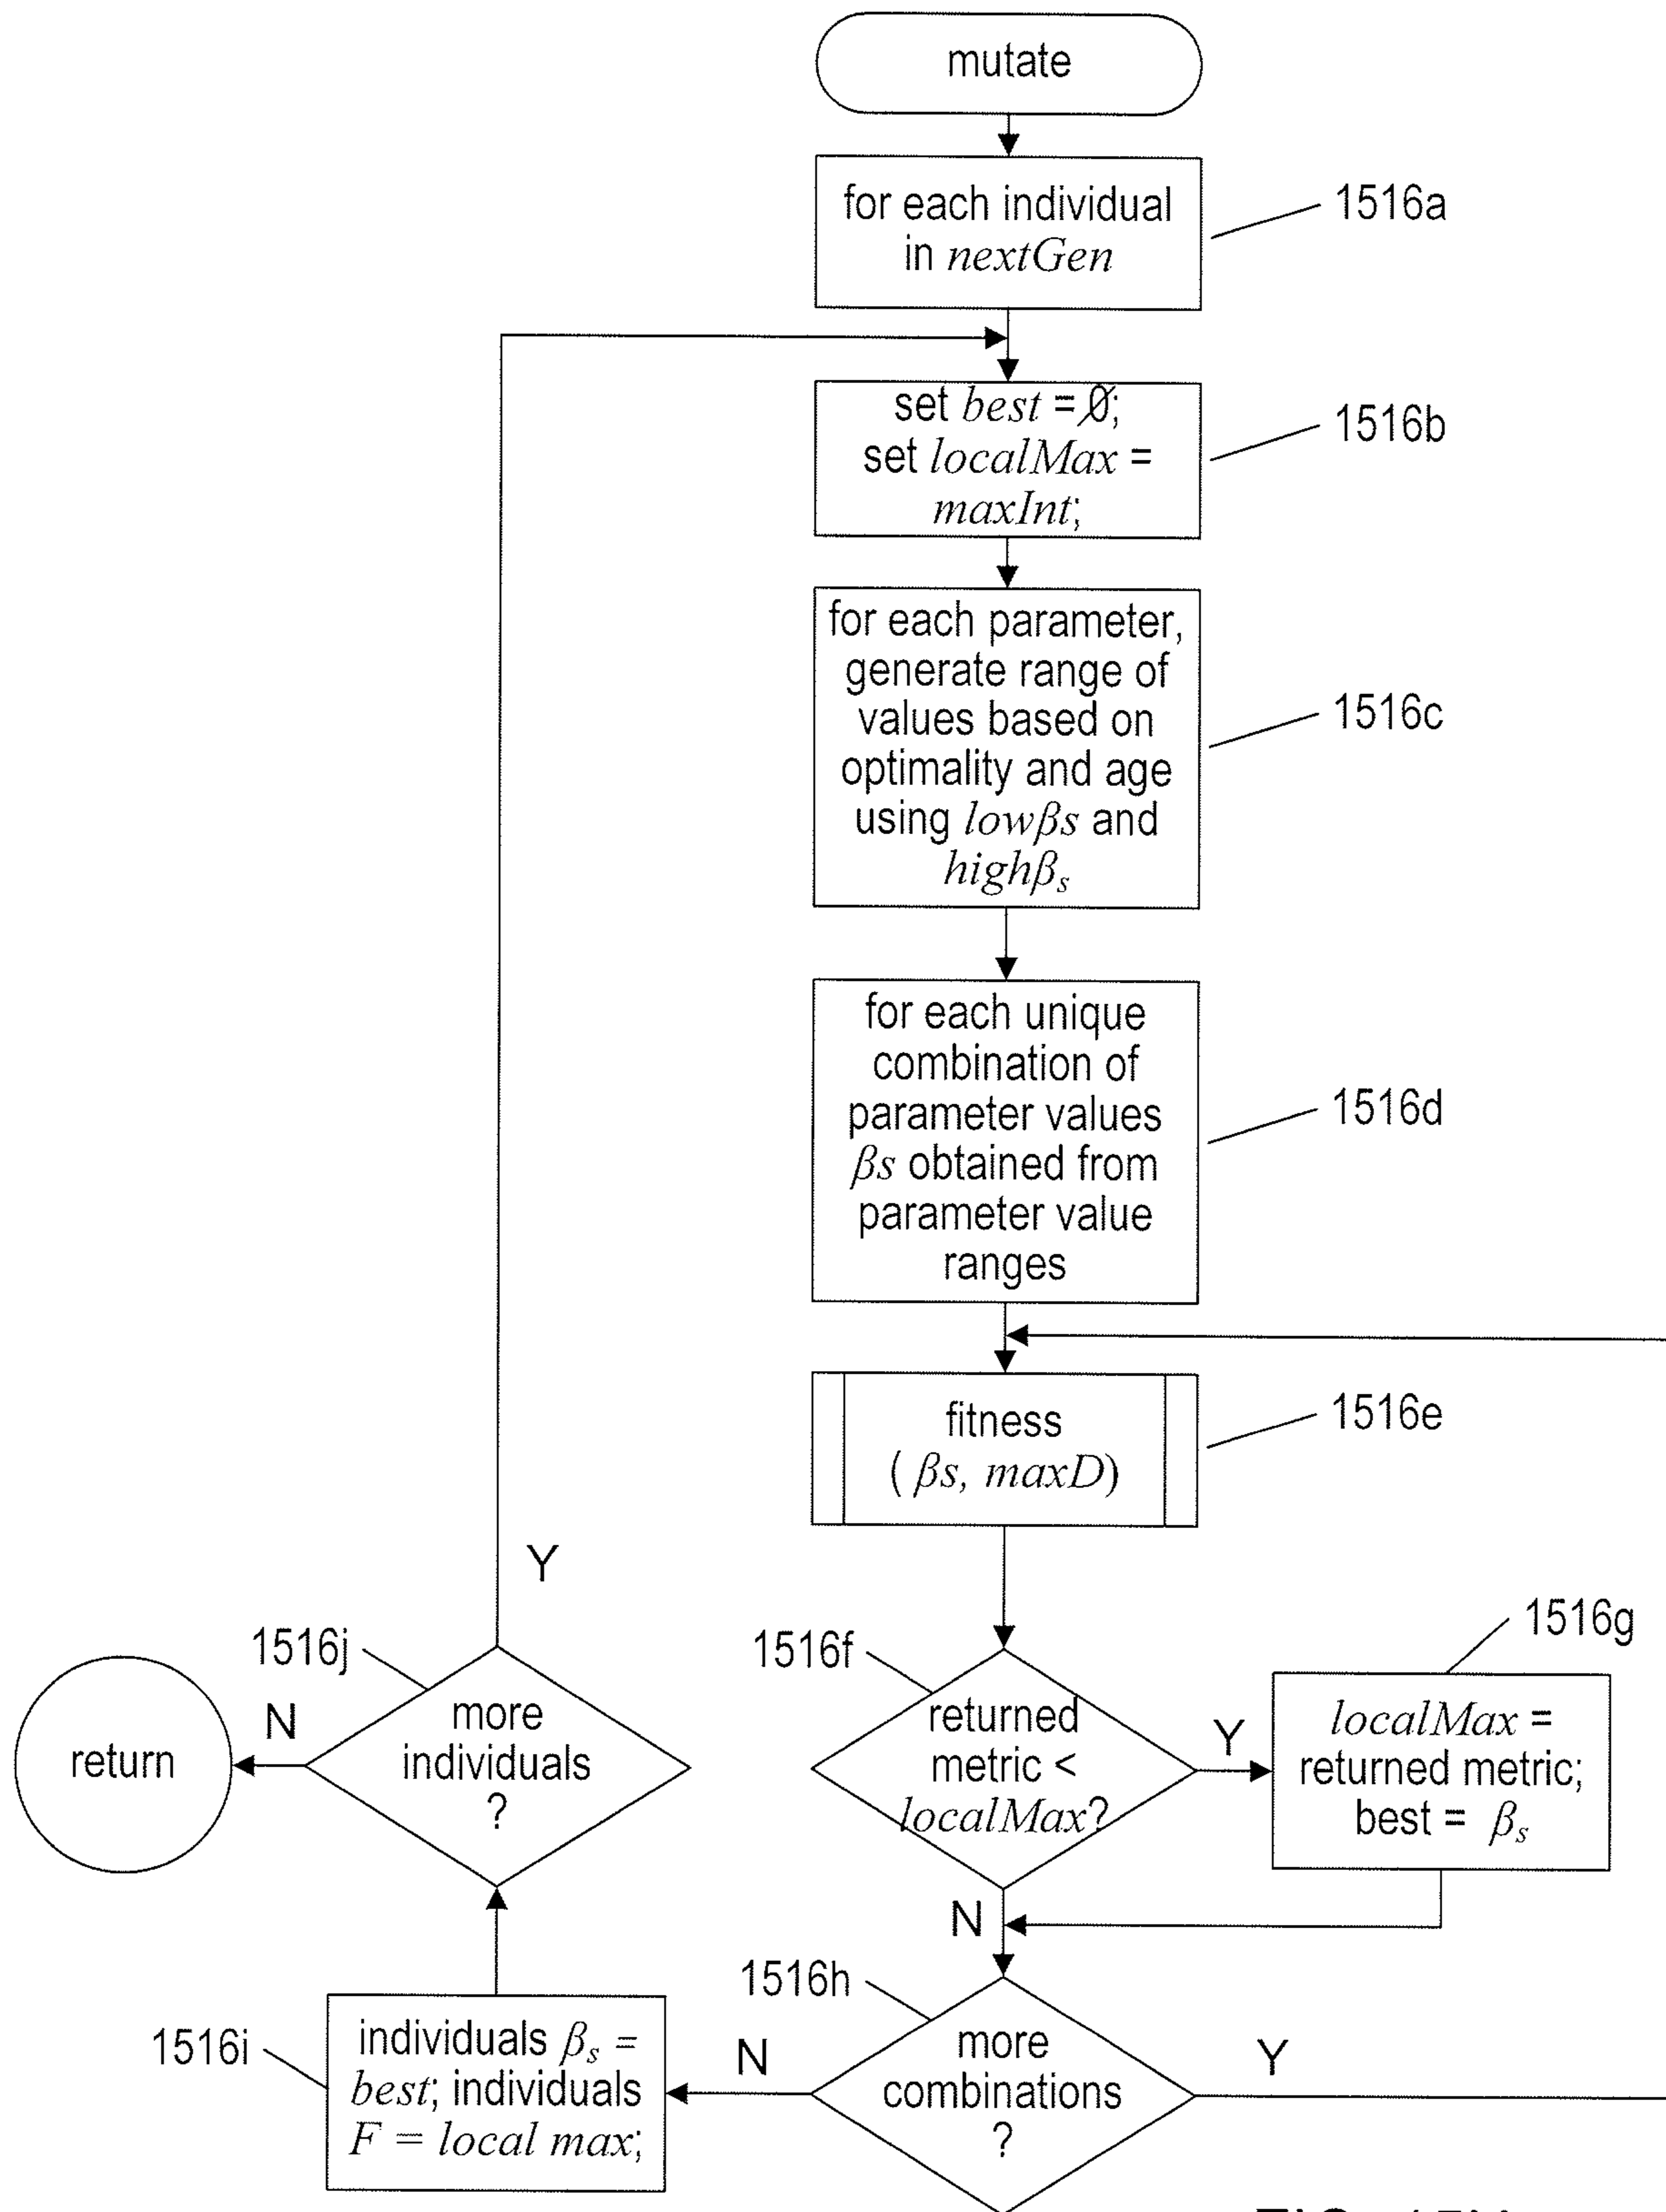 mutate
for each individual
in nextGen
1516a
set best = ∅;
set localMax =
maxInt;
1516b
for each parameter,
generate range of
values based on
optimality and age
using lowβs and
highβs
1516c
for each unique
combination of
parameter values
βs obtained from
parameter value
ranges
1516d
fitness
( βs, maxD)
1516e
1516f
returned
metric <
localMax?
Y
N
1516g
localMax =
returned metric;
best = βs
1516h
more
combinations
?
N
Y
1516i
individuals βs =
best; individuals
F = local max;
1516j
more
individuals
?
Y
N
return